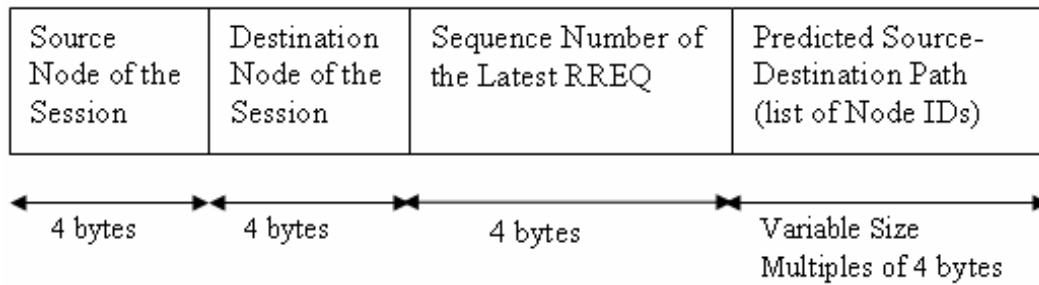 Source
Node of the
Session
Destination
Node of the
Session
Sequence Number of
the Latest RREQ
Predicted Source-
Destination Path
(list of Node IDs)
4 bytes
4 bytes
4 bytes
Variable Size
Multiples of 4 bytes